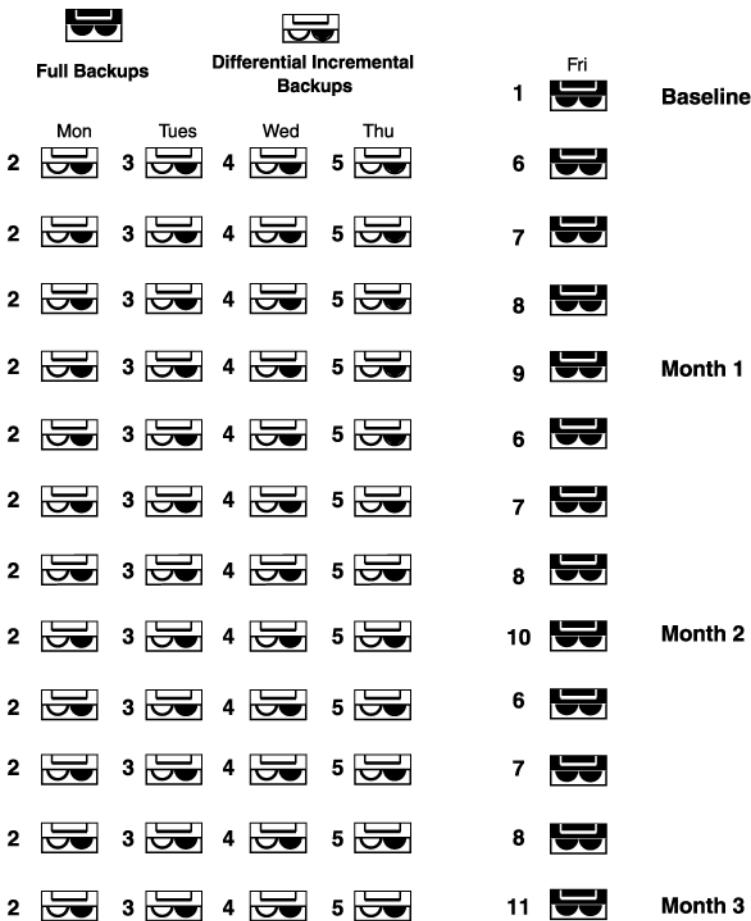 Full Backups
Differential Incremental
Backups
Fri
1 Baseline
Mon Tues Wed Thu
2 3 4 5 6
2 3 4 5 7
2 3 4 5 8
2 3 4 5 9 Month 1
2 3 4 5 6
2 3 4 5 7
2 3 4 5 8
2 3 4 5 10 Month 2
2 3 4 5 6
2 3 4 5 7
2 3 4 5 8
2 3 4 5 11 Month 3